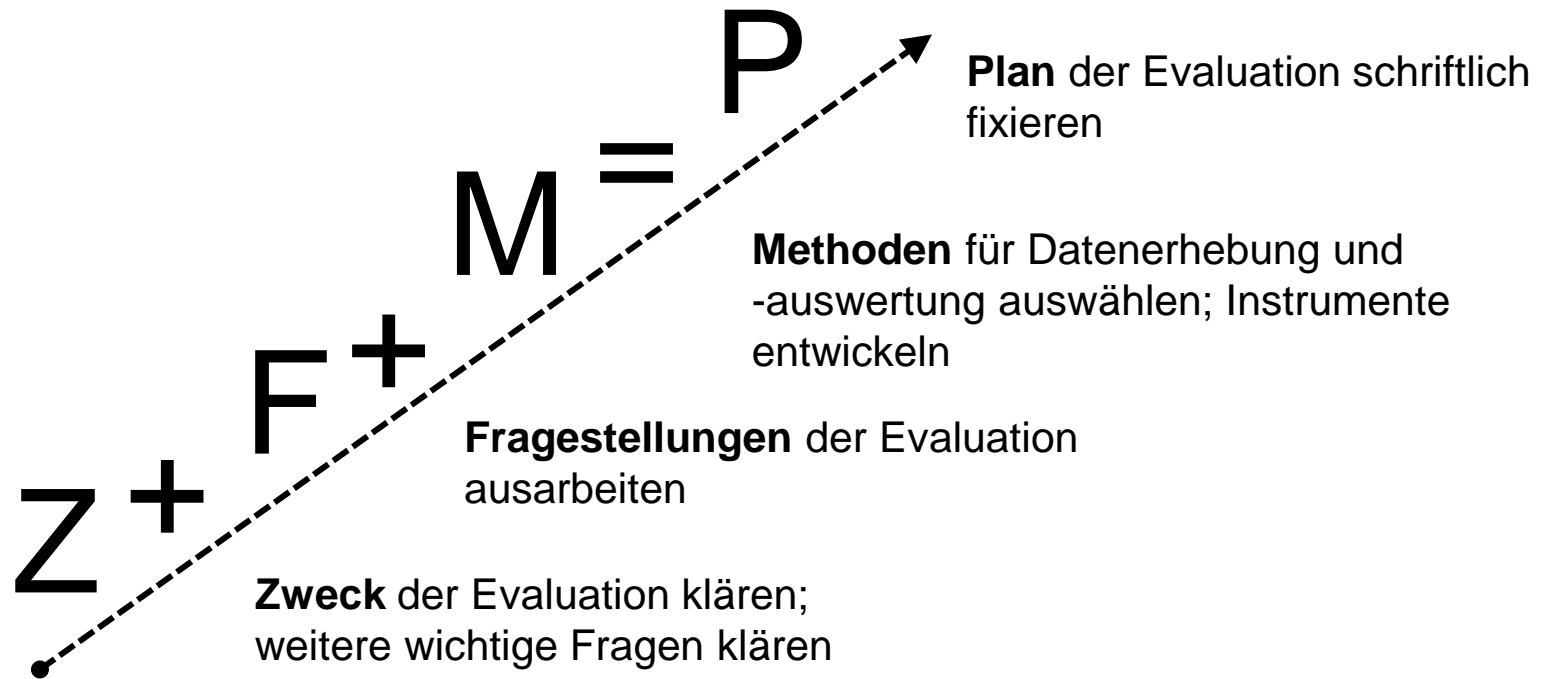 Z + F + M = P
Plan der Evaluation schriftlich
fixieren
Methoden für Datenerhebung und
-auswertung auswählen; Instrumente
entwickeln
Fragestellungen der Evaluation
ausarbeiten
Zweck der Evaluation klären;
weitere wichtige Fragen klären